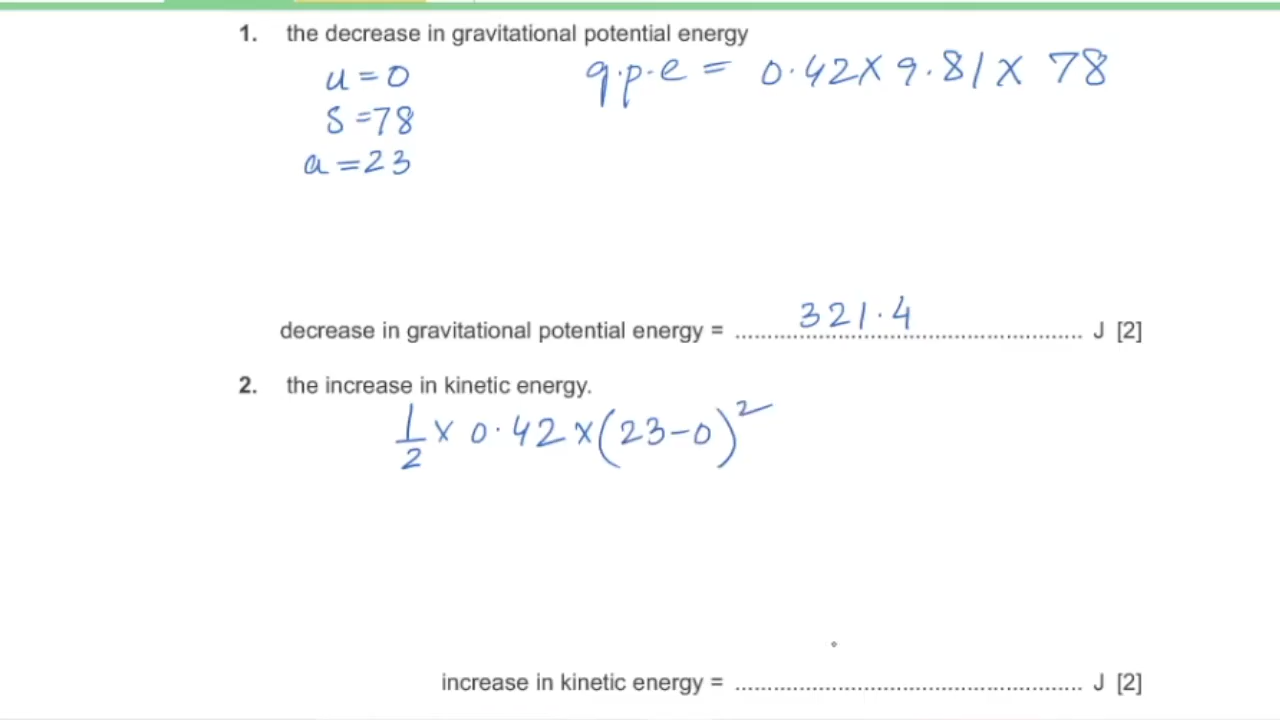 1. the decrease in gravitational potential energy
u = 0
g.p.e = 0.42 × 9.81 × 78
s = 78
a = 23
decrease in gravitational potential energy = 321.4 J [2]
2. the increase in kinetic energy.
1/2 × 0.42 × (23 - 0)²
increase in kinetic energy = ................................................... J [2]